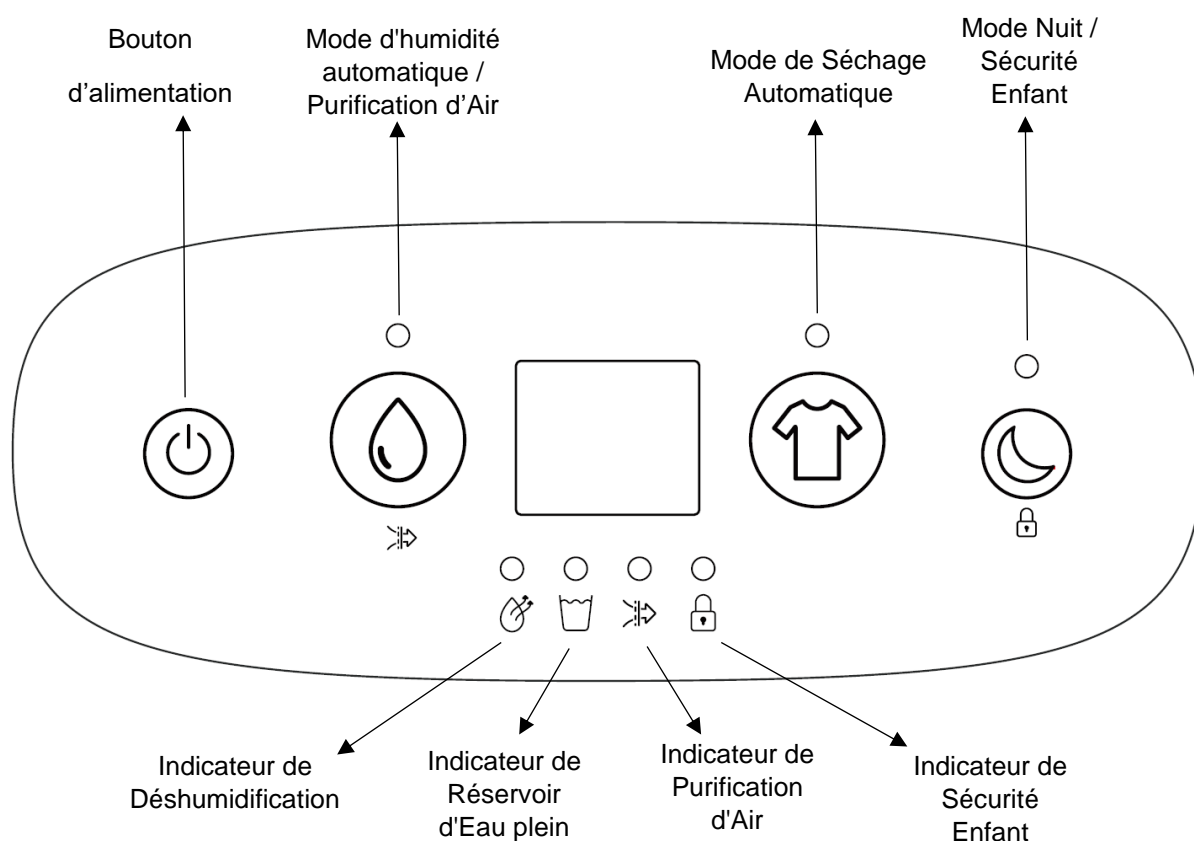 Bouton
d’alimentation
Mode d'humidité
automatique /
Purification d’Air
Mode de Séchage
Automatique
Mode Nuit /
Sécurité
Enfant
Indicateur de
Déshumidification
Indicateur de
Réservoir
d'Eau plein
Indicateur de
Purification
d'Air
Indicateur de
Sécurité
Enfant